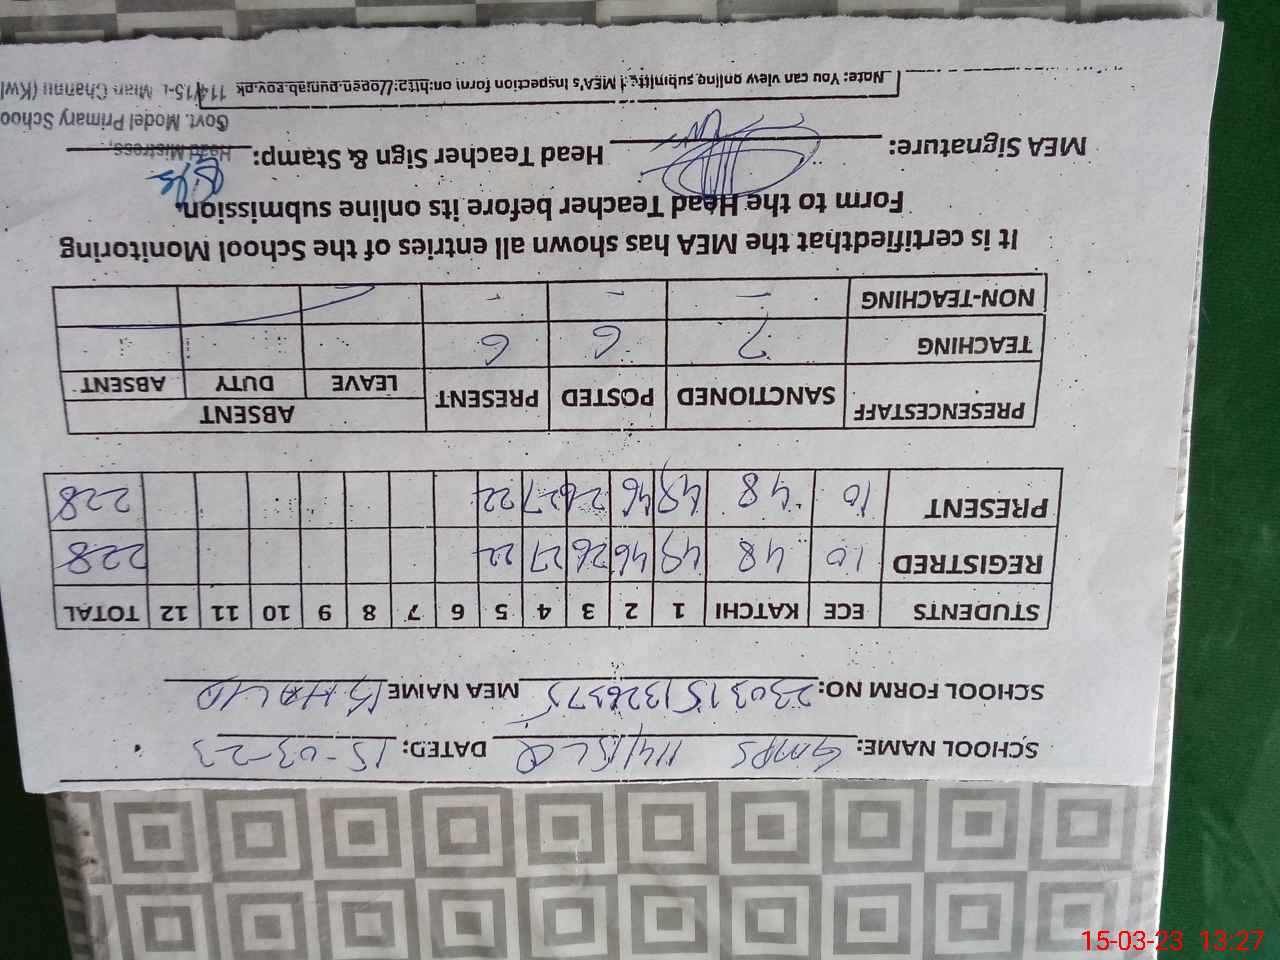 SCHOOL NAME: GMPS 114/15L DATED: 15-03-23
SCHOOL FORM NO: 230315132657 MEA NAME
STUDENTS ECE KATCHI 1 2 3 4 5 6 7 8 9 10 11 12 TOTAL
REGISTRED 10 48 49 46 26 27 22 228
PRESENT 10 48 49 46 26 27 22 228
PRESENCESTAFF SANCTIONED POSTED PRESENT ABSENT
LEAVE DUTY ABSENT
TEACHING 7 6 6
NON-TEACHING - - -
It is certifiedthat the MEA has shown all entries of the School Monitoring
Form to the Head Teacher before its online submission.
MEA Signature: Head Teacher Sign & Stamp:
Head Mistress,
Govt. Model Primary Schoo
114/15-L Mian Channu (Kwl
Note: You can view online submitted MEA's inspection form on:http://open.punjab.gov.pk
15-03-23 13:27